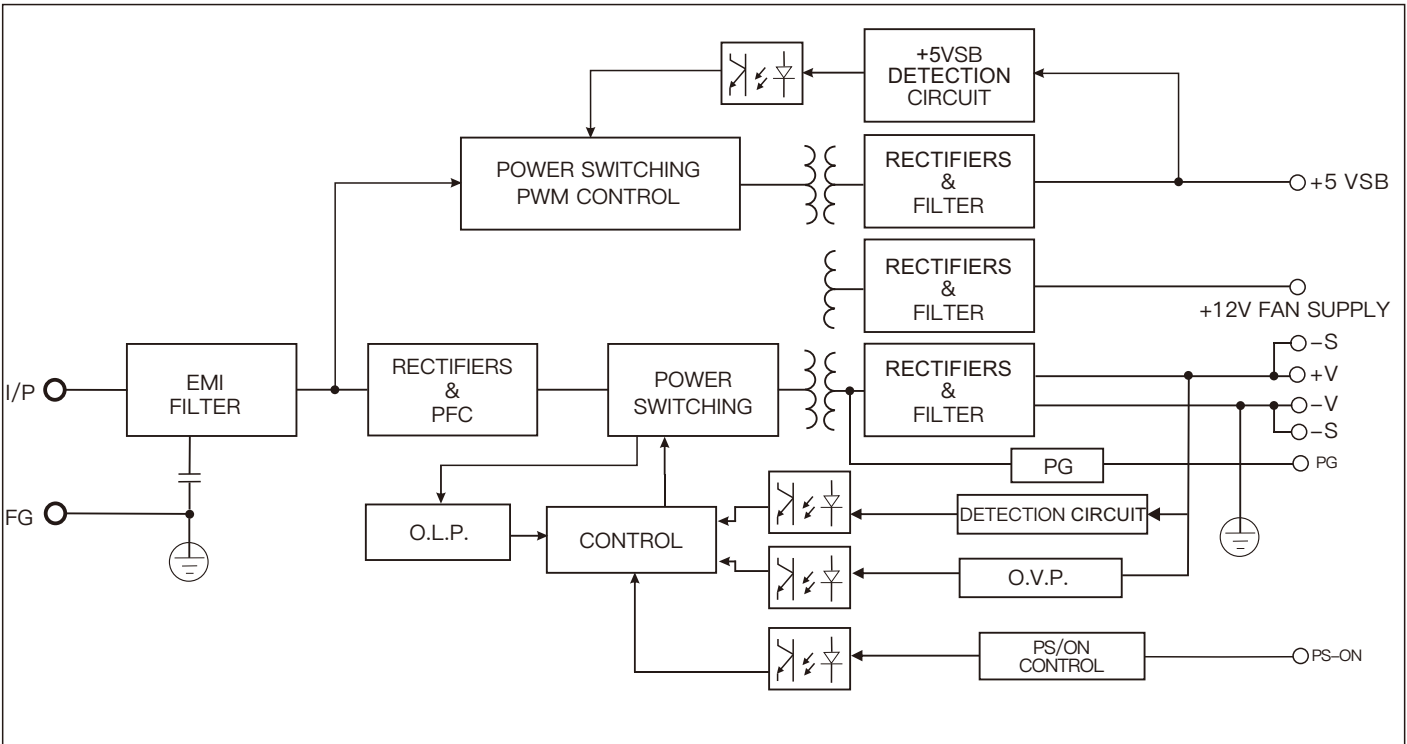 +5VSB
DETECTION
CIRCUIT
POWER SWITCHING
PWM CONTROL
RECTIFIERS
&
FILTER
+5 VSB
RECTIFIERS
&
FILTER
+12V FAN SUPPLY
I/P
EMI
FILTER
RECTIFIERS
&
PFC
POWER
SWITCHING
RECTIFIERS
&
FILTER
-S
+V
-V
-S
PG
PG
FG
O.L.P.
CONTROL
DETECTION CIRCUIT
O.V.P.
PS/ON
CONTROL
PS-ON